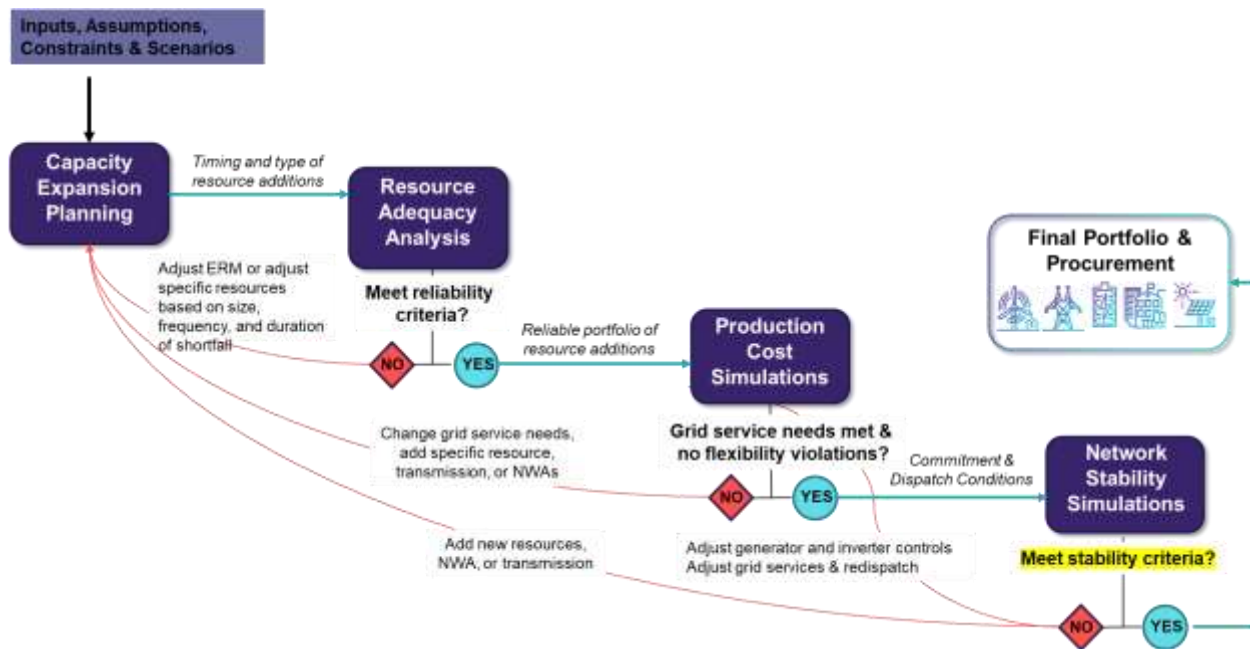 Inputs, Assumptions,
Constraints & Scenarios
Capacity
Expansion
Planning
Timing and type of
resource additions
Resource
Adequacy
Analysis
Adjust ERM or adjust
specific resources
based on size,
frequency, and duration
of shortfall
Meet reliability
criteria?
NO
YES
Reliable portfolio of
resource additions
Production
Cost
Simulations
Final Portfolio &
Procurement
Change grid service needs,
add specific resource,
transmission, or NWAs
Grid service needs met &
no flexibility violations?
NO
YES
Commitment &
Dispatch Conditions
Network
Stability
Simulations
Add new resources,
NWA, or transmission
Adjust generator and inverter controls
Adjust grid services & redispatch
Meet stability criteria?
NO
YES